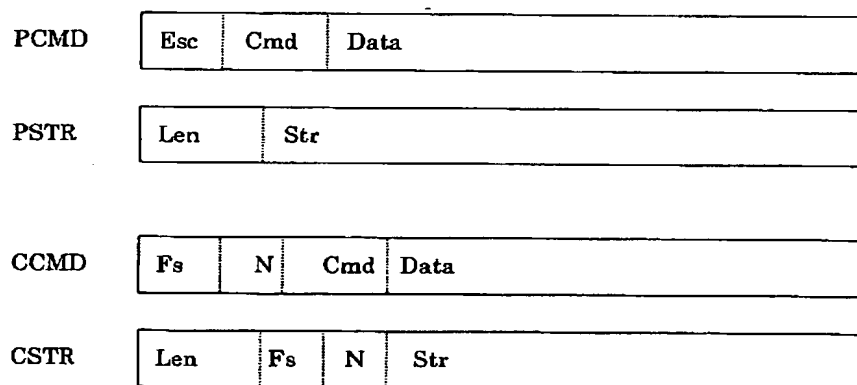 PCMD Esc Cmd Data
PSTR Len Str
CCMD Fs N Cmd Data
CSTR Len Fs N Str